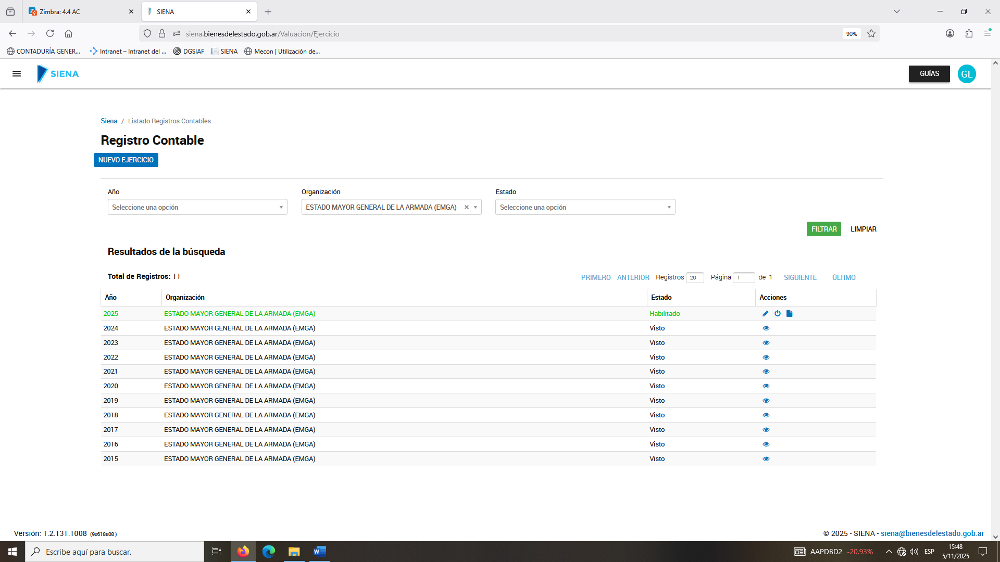 Zimbra: 4.4 AC
SIENA
siena.bienesdelestado.gob.ar/Valuacion/Ejercicio
90%
CONTADURÍA GENER...
Intranet – Intranet del ...
DGSIAF
SIENA
Mecon | Utilización de...
SIENA
GUÍAS
GL
Siena / Listado Registros Contables
Registro Contable
NUEVO EJERCICIO
Año
Organización
Estado
Seleccione una opción
ESTADO MAYOR GENERAL DE LA ARMADA (EMGA)
Seleccione una opción
FILTRAR
LIMPIAR
Resultados de la búsqueda
Total de Registros: 11
PRIMERO ANTERIOR Registros 20 Página 1 de 1 SIGUIENTE ÚLTIMO
Año Organización Estado Acciones
2025 ESTADO MAYOR GENERAL DE LA ARMADA (EMGA) Habilitado
2024 ESTADO MAYOR GENERAL DE LA ARMADA (EMGA) Visto
2023 ESTADO MAYOR GENERAL DE LA ARMADA (EMGA) Visto
2022 ESTADO MAYOR GENERAL DE LA ARMADA (EMGA) Visto
2021 ESTADO MAYOR GENERAL DE LA ARMADA (EMGA) Visto
2020 ESTADO MAYOR GENERAL DE LA ARMADA (EMGA) Visto
2019 ESTADO MAYOR GENERAL DE LA ARMADA (EMGA) Visto
2018 ESTADO MAYOR GENERAL DE LA ARMADA (EMGA) Visto
2017 ESTADO MAYOR GENERAL DE LA ARMADA (EMGA) Visto
2016 ESTADO MAYOR GENERAL DE LA ARMADA (EMGA) Visto
2015 ESTADO MAYOR GENERAL DE LA ARMADA (EMGA) Visto
Versión: 1.2.131.1008 (9e618a08)
© 2025 - SIENA - siena@bienesdelestado.gob.ar
Escribe aquí para buscar.
AAPDBD2 -20,93%
ESP
15:48
5/11/2025